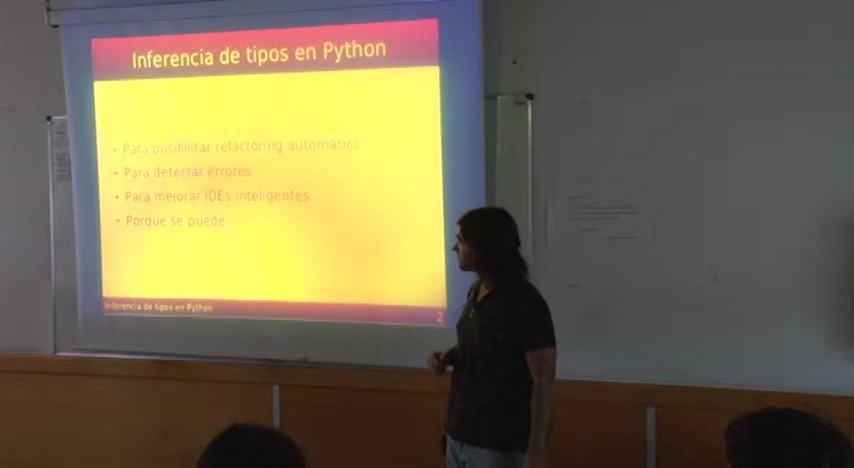 Inferencia de tipos en Python
• Para posibilitar refactoring automático
• Para detectar errores
• Para mejorar IDEs inteligentes
• Porque se puede
Inferencia de tipos en Python
2